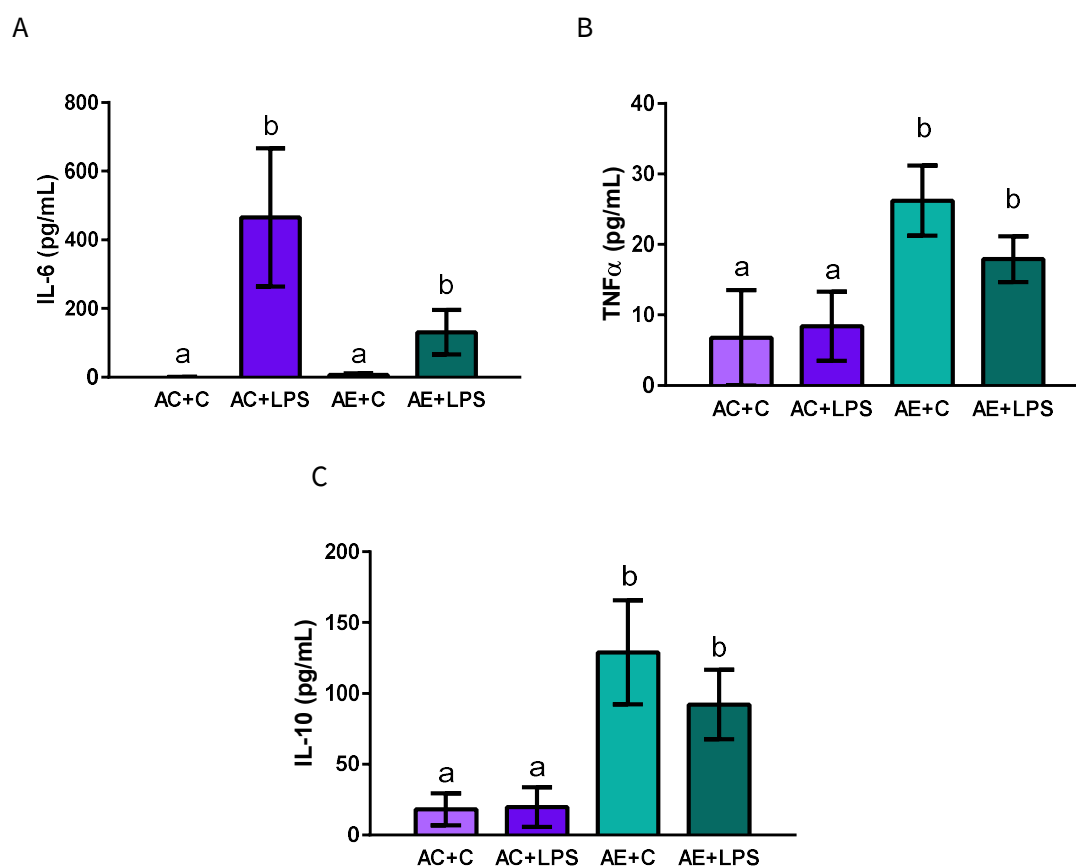 A
IL-6 (pg/mL)
800
600
400
200
0
a
b
a
b
AC+C AC+LPS AE+C AE+LPS
B
TNFα (pg/mL)
40
30
20
10
0
a
a
b
b
AC+C AC+LPS AE+C AE+LPS
C
IL-10 (pg/mL)
200
150
100
50
0
a
a
b
b
AC+C AC+LPS AE+C AE+LPS